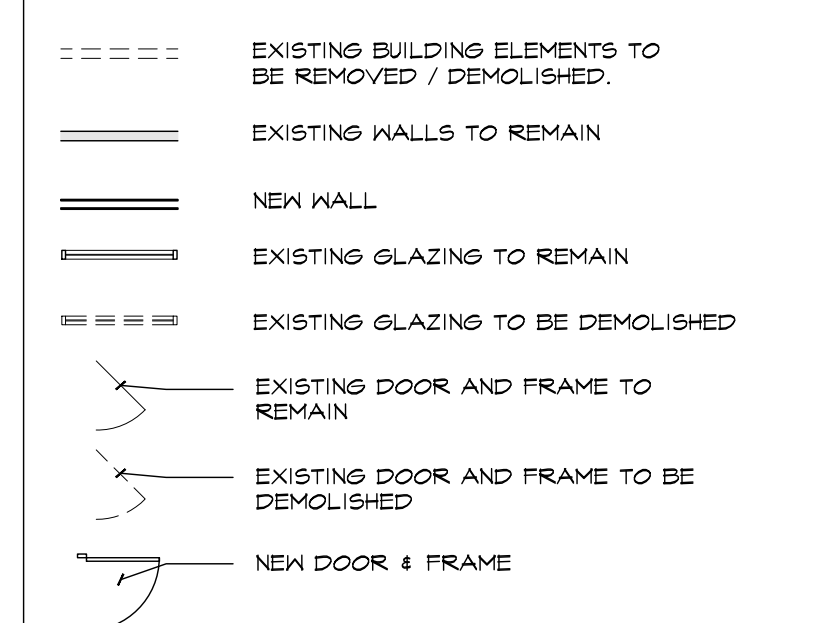 EXISTING BUILDING ELEMENTS TO
BE REMOVED / DEMOLISHED.
EXISTING WALLS TO REMAIN
NEW WALL
EXISTING GLAZING TO REMAIN
EXISTING GLAZING TO BE DEMOLISHED
EXISTING DOOR AND FRAME TO
REMAIN
EXISTING DOOR AND FRAME TO BE
DEMOLISHED
NEW DOOR & FRAME